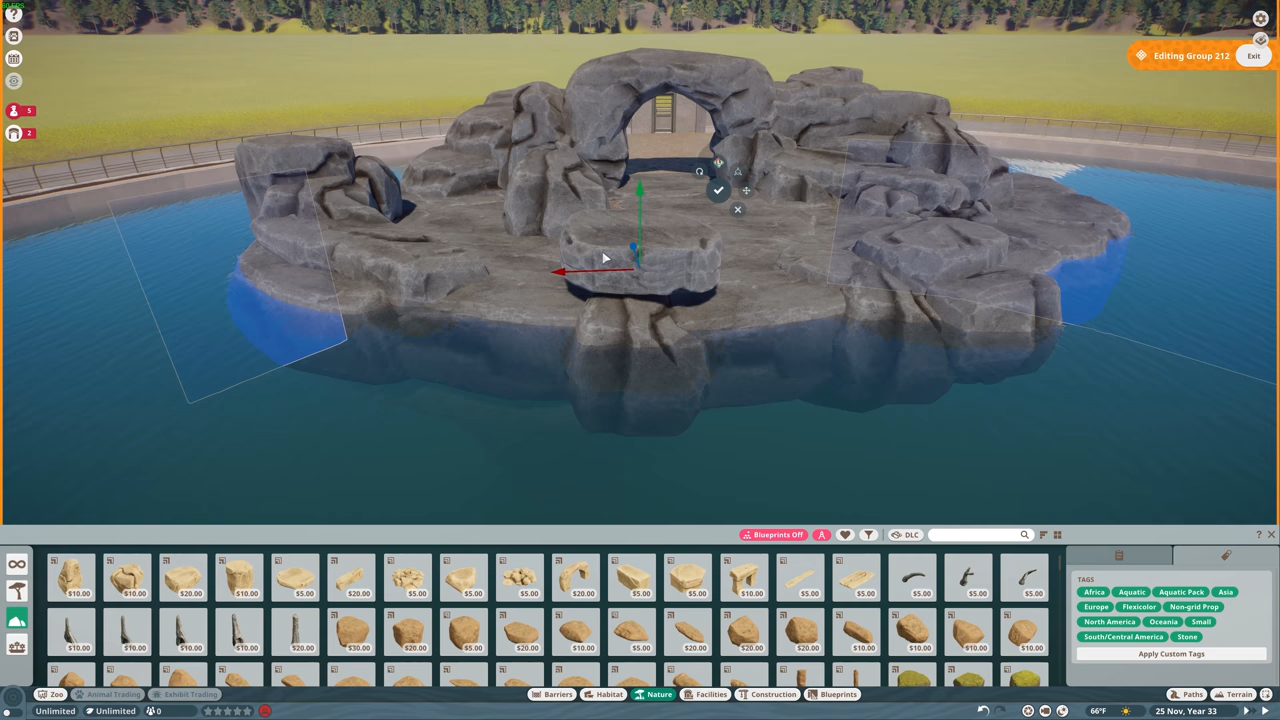 60 FPS
Editing Group 212
Exit
5
2
Blueprints Off
DLC
$10.00 $10.00 $20.00 $10.00 $5.00 $20.00 $5.00 $5.00 $5.00 $20.00 $5.00 $5.00 $10.00 $5.00 $5.00 $5.00 $5.00 $5.00
$10.00 $10.00 $10.00 $10.00 $5.00 $30.00 $20.00 $20.00 $20.00 $10.00 $5.00 $5.00 $20.00 $20.00 $10.00 $10.00 $10.00 $10.00
TAGS
Africa Aquatic Aquatic Pack Asia
Europe Flexicolor Non-grid Prop
North America Oceania Small
South/Central America Stone
Apply Custom Tags
Zoo Animal Trading Exhibit Trading Barriers Habitat Nature Facilities Construction Blueprints Paths Terrain
Unlimited Unlimited 0 66°F 25 Nov, Year 33